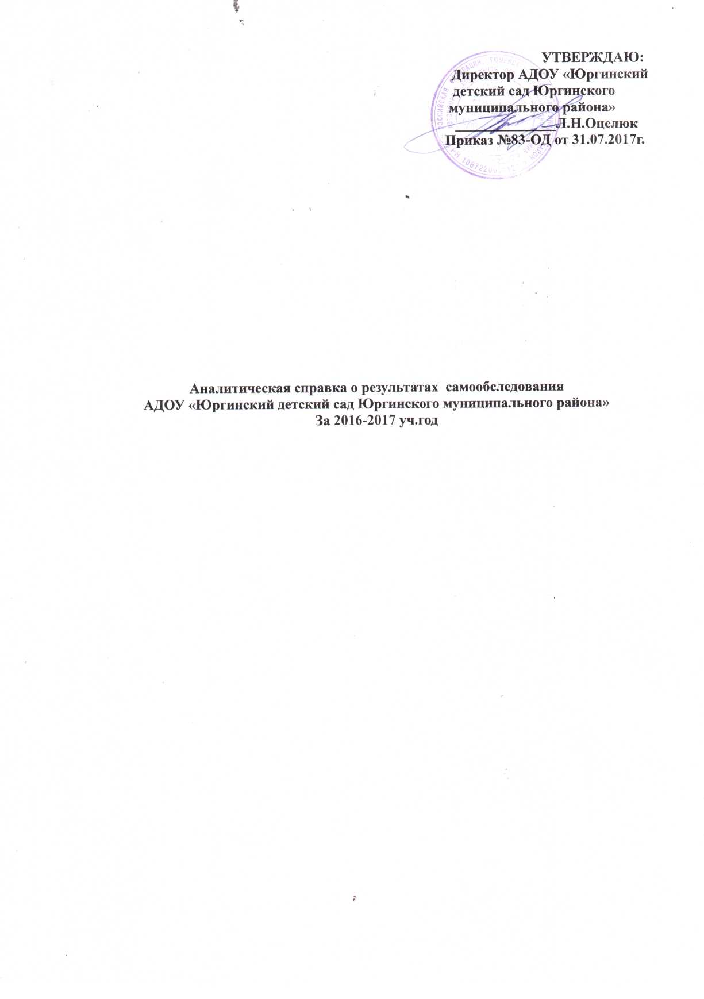 УТВЕРЖДАЮ:
Директор АДОУ «Юргинский
детский сад Юргинского
муниципального района»
______________Л.Н.Оцелюк
Приказ №83-ОД от 31.07.2017г.
Аналитическая справка о результатах самообследования
АДОУ «Юргинский детский сад Юргинского муниципального района»
За 2016-2017 уч.год